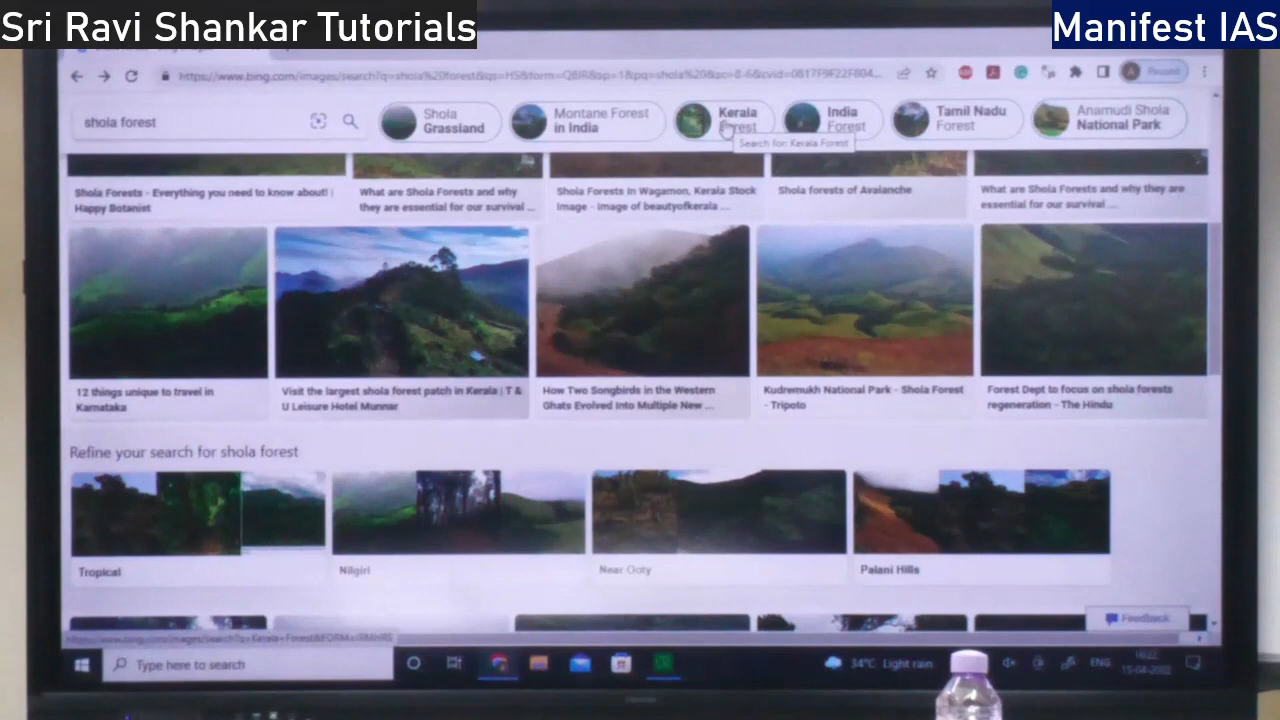 Sri Ravi Shankar Tutorials
Manifest IAS
Paused
shola forest
Shola
Grassland
Montane Forest
in India
Kerala
Forest
India
Forest
Tamil Nadu
Forest
Anamudi Shola
National Park
Search for: Kerala Forest
Shola Forests - Everything you need to know about! |
Happy Botanist
What are Shola Forests and why
they are essential for our survival ...
Shola Forests In Wagamon, Kerala Stock
Image - Image of beautyofkerala ...
Shola forests of Avalanche
What are Shola Forests and why they are
essential for our survival ...
12 things unique to travel in
Karnataka
Visit the largest shola forest patch in Kerala | T &
U Leisure Hotel Munnar
How Two Songbirds in the Western
Ghats Evolved Into Multiple New ...
Kudremukh National Park - Shola Forest
- Tripoto
Forest Dept to focus on shola forests
regeneration - The Hindu
Refine your search for shola forest
Tropical
Nilgiri
Near Ooty
Palani Hills
Feedback
Type here to search
34°C Light rain
ENG